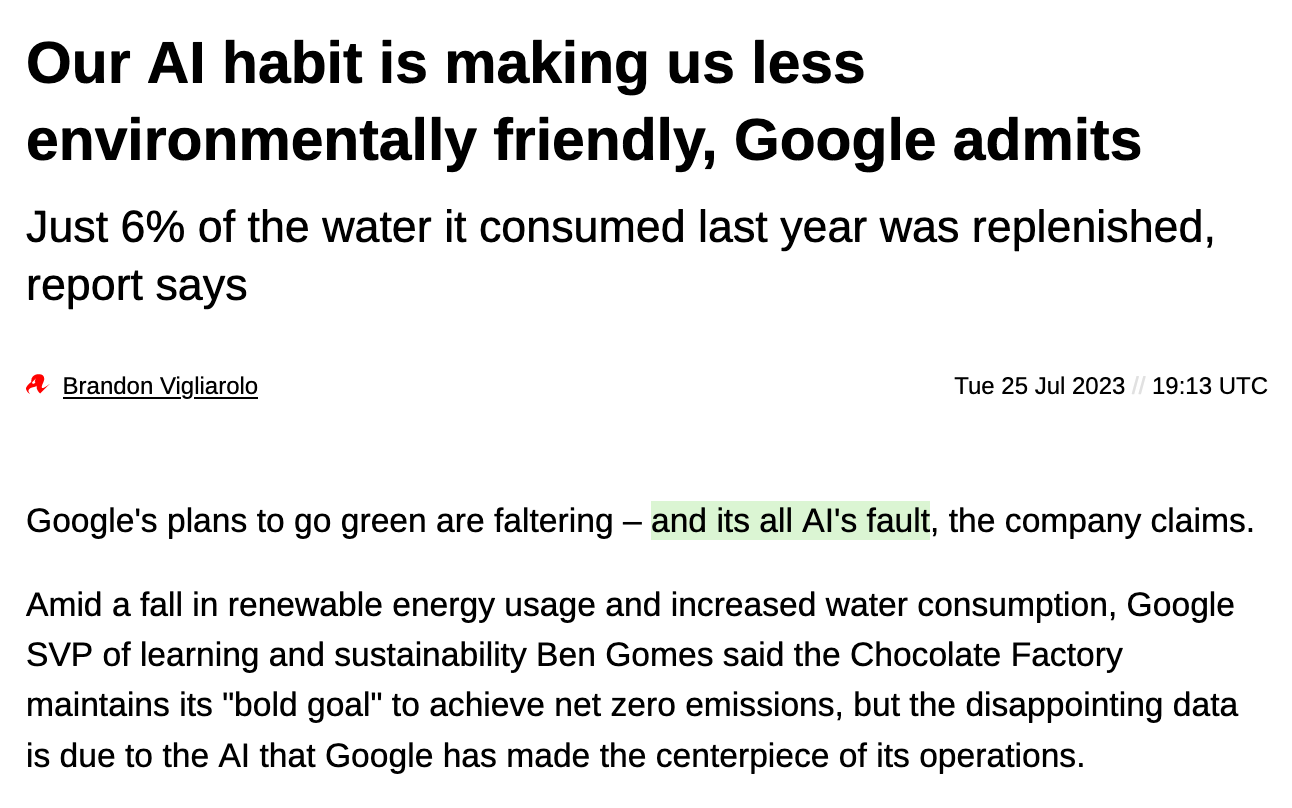 Our AI habit is making us less
environmentally friendly, Google admits
Just 6% of the water it consumed last year was replenished,
report says
Brandon Vigliarolo
Tue 25 Jul 2023 // 19:13 UTC
Google's plans to go green are faltering – and its all AI's fault, the company claims.
Amid a fall in renewable energy usage and increased water consumption, Google
SVP of learning and sustainability Ben Gomes said the Chocolate Factory
maintains its "bold goal" to achieve net zero emissions, but the disappointing data
is due to the AI that Google has made the centerpiece of its operations.